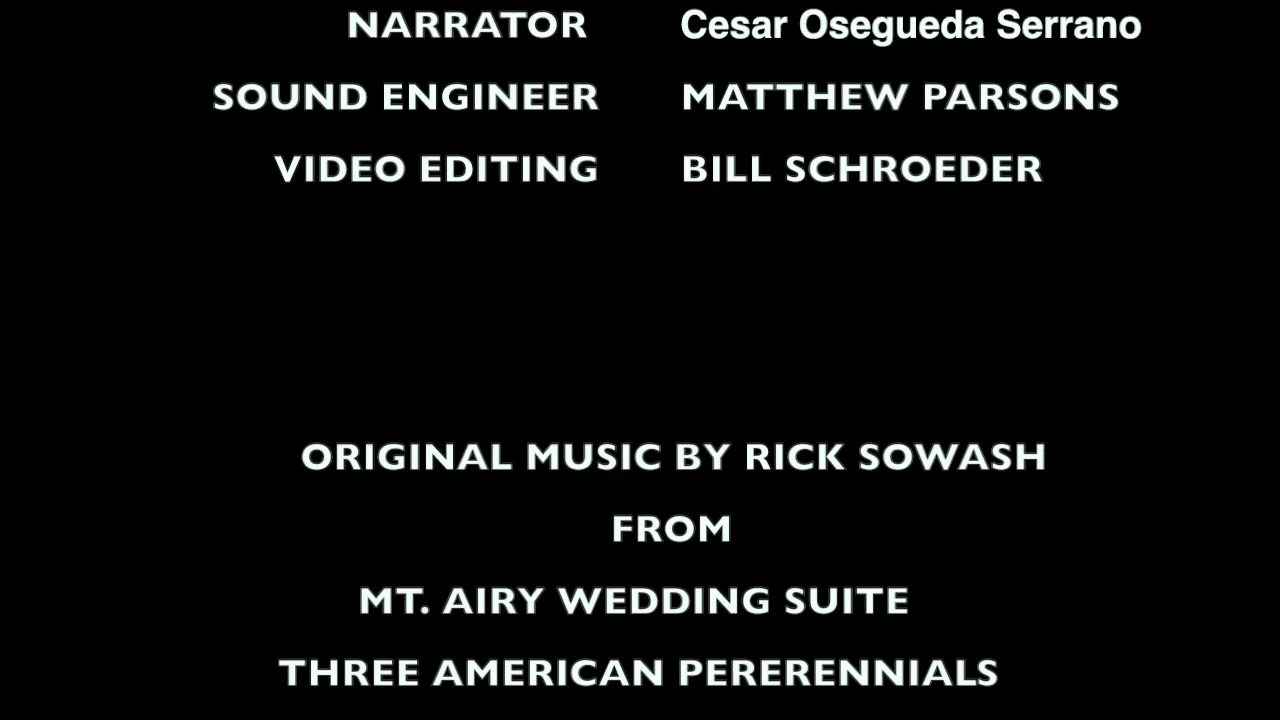 NARRATOR Cesar Osegueda Serrano
SOUND ENGINEER MATTHEW PARSONS
VIDEO EDITING BILL SCHROEDER
ORIGINAL MUSIC BY RICK SOWASH
FROM
MT. AIRY WEDDING SUITE
THREE AMERICAN PERERENNIALS